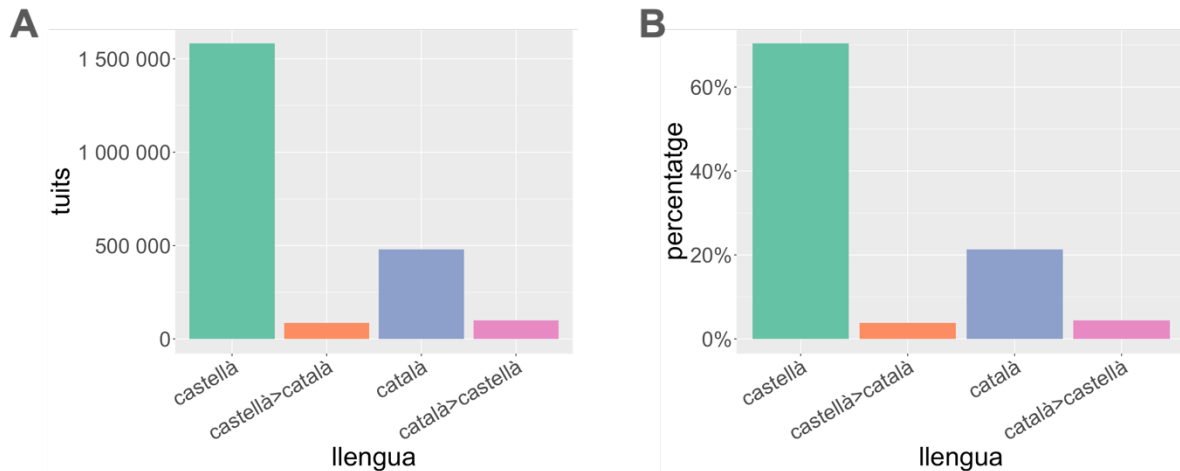 A
tuits
1 500 000
1 000 000
500 000
0
castellà
castellà>català
català
català>castellà
llengua
B
percentatge
60%
40%
20%
0%
castellà
castellà>català
català
català>castellà
llengua